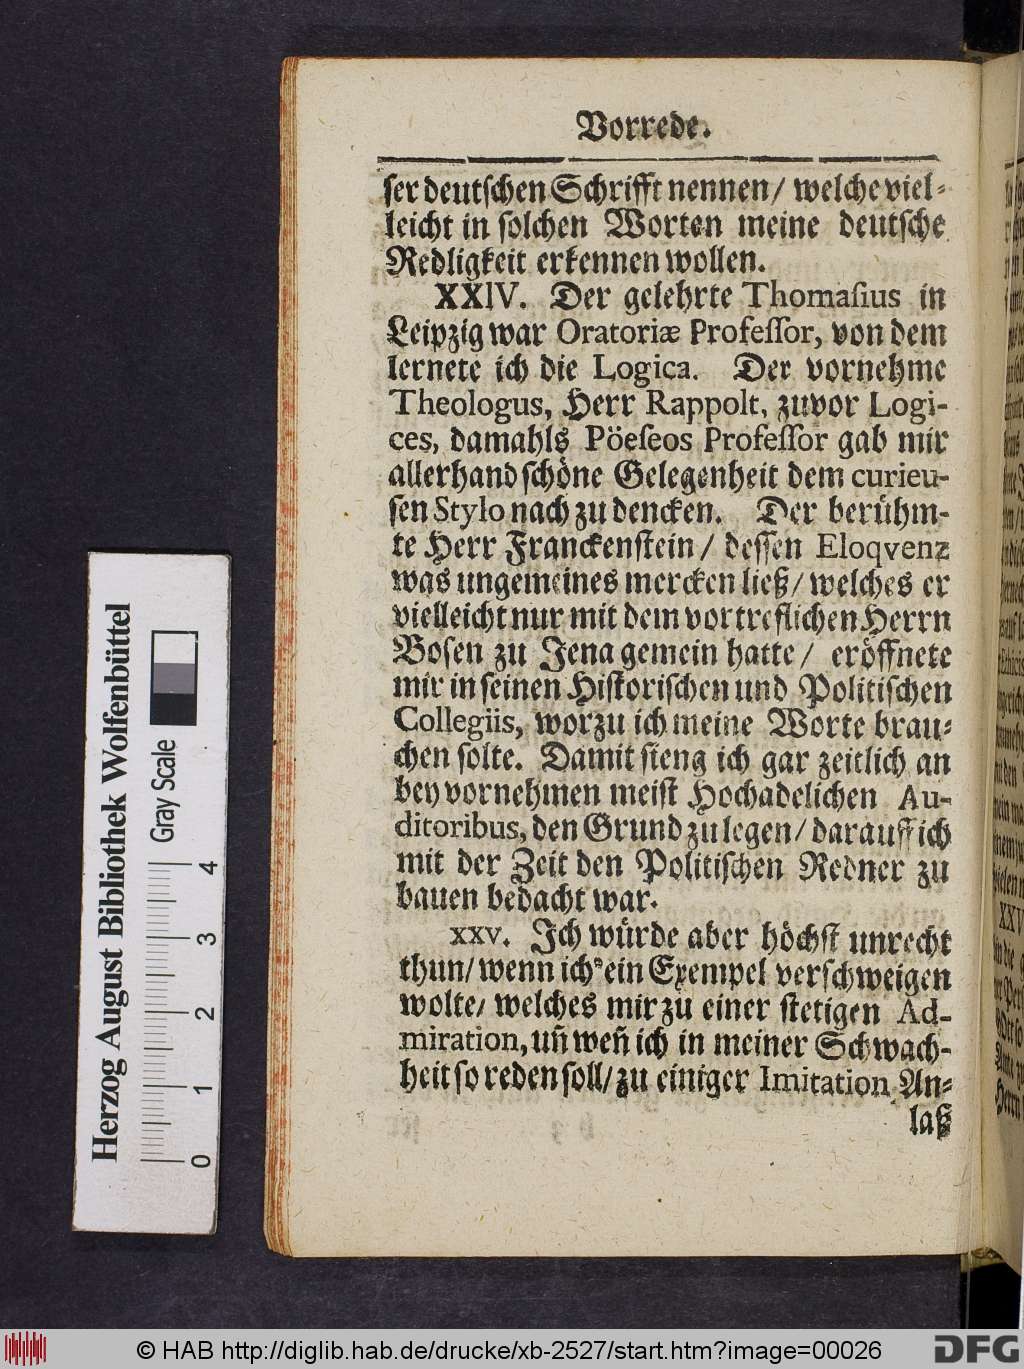 Vorrede.
ser deutschen Schrifft nennen/ welche viel-
leicht in solchen Worten meine deutsche
Redligkeit erkennen wollen.
XXIV. Der gelehrte Thomasius in
Leipzig war Oratoriæ Professor, von dem
lernete ich die Logica. Der vornehme
Theologus, Herr Rappolt, zuvor Logi-
ces, damahls Pöeseos Professor gab mir
allerhand schöne Gelegenheit dem curieu-
sen Stylo nach zu dencken. Der berühm-
te Herr Franckenstein/ dessen Eloqvenz
was ungemeines mercken ließ/ welches er
vielleicht nur mit dem vortreflichen Herrn
Bosen zu Jena gemein hatte/ eröffnete
mir in seinen Historischen und Politischen
Collegiis, worzu ich meine Worte brau-
chen solte. Damit fieng ich gar zeitlich an
bey vornehmen meist Hochadelichen Au-
ditoribus, den Grund zu legen/ darauff ich
mit der Zeit den Politischen Redner zu
bauen bedacht war.
XXV. Ich würde aber höchst unrecht
thun/ wenn ich ein Exempel verschweigen
wolte/ welches mir zu einer stetigen Ad-
miration, uñ weñ ich in meiner Schwach-
heit so reden soll/ zu einiger Imitation An-
laß
Herzog August Bibliothek Wolfenbüttel
Gray Scale
0 1 2 3 4
© HAB http://diglib.hab.de/drucke/xb-2527/start.htm?image=00026
DFG